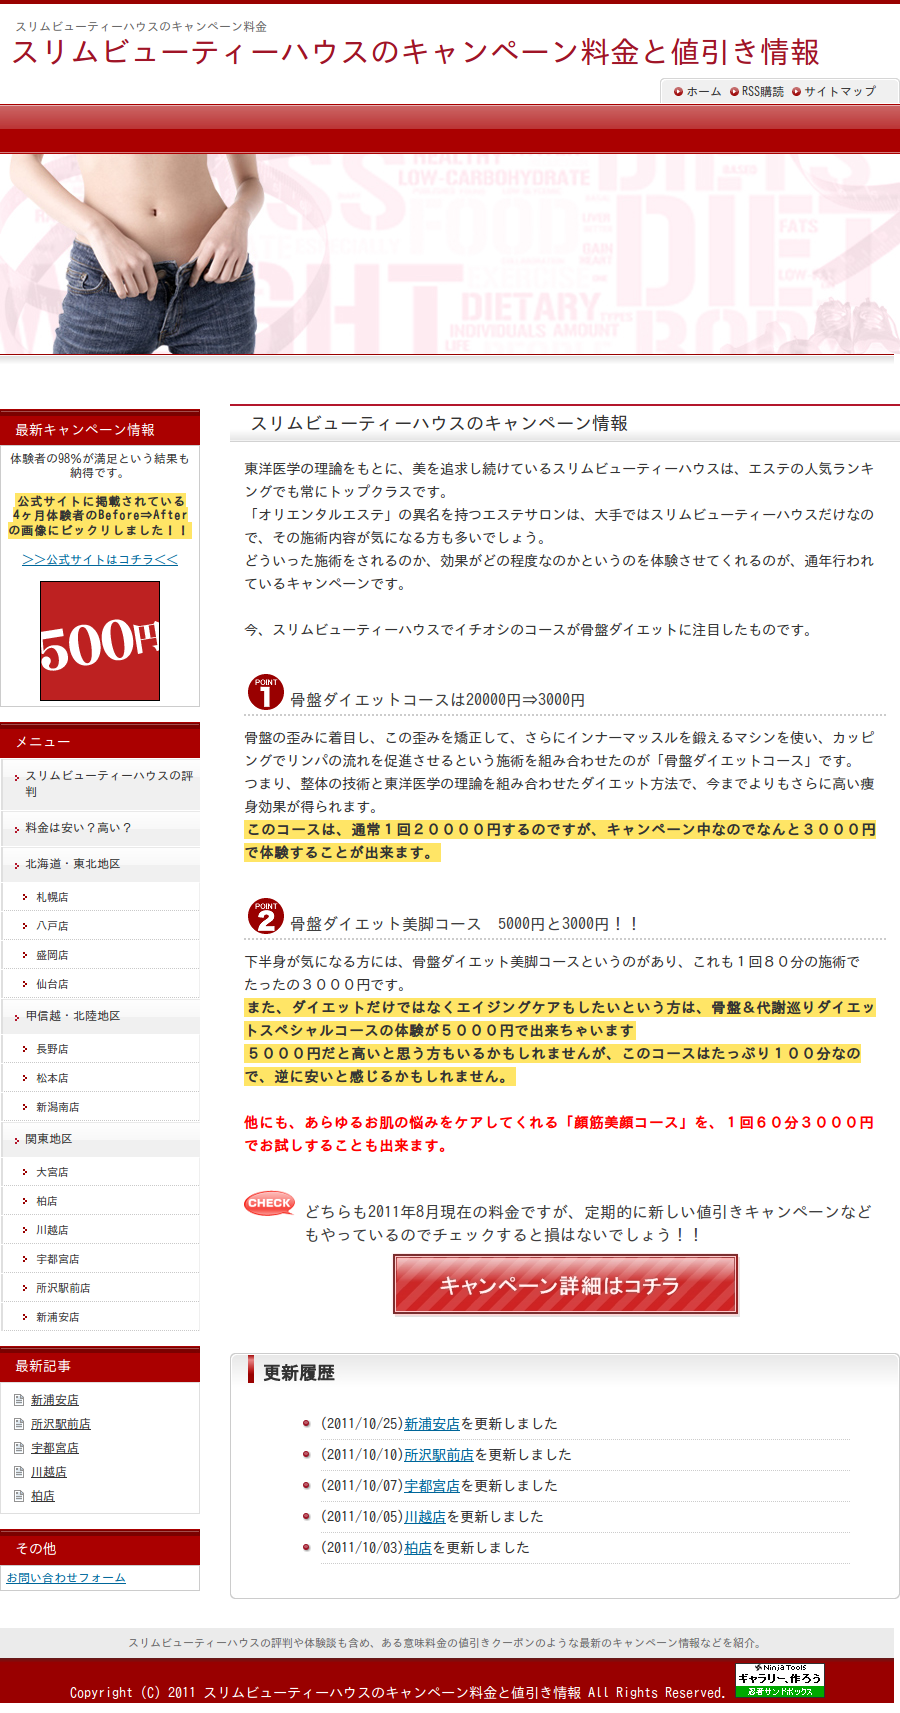 スリムビューティーハウスのキャンペーン料金
スリムビューティーハウスのキャンペーン料金と値引き情報
ホーム RSS購読 サイトマップ
HEALTHY
LOW-CARBOHYDRATE
FOOD
DIET
FATS
GAIN
EXERCISE
LOW-FAT
DIETARY
TYPES
INDIVIDUALS AMOUNT
LIFE
最新キャンペーン情報
体験者の98%が満足という結果も
納得です。
公式サイトに掲載されている
4ヶ月体験者のBefore⇒After
の画像にビックリしました！！
＞＞公式サイトはコチラ＜＜
500円
メニュー
スリムビューティーハウスの評
判
料金は安い？高い？
北海道・東北地区
札幌店
八戸店
盛岡店
仙台店
甲信越・北陸地区
長野店
松本店
新潟南店
関東地区
大宮店
柏店
川越店
宇都宮店
所沢駅前店
新浦安店
最新記事
新浦安店
所沢駅前店
宇都宮店
川越店
柏店
その他
お問い合わせフォーム
スリムビューティーハウスのキャンペーン情報
東洋医学の理論をもとに、美を追求し続けているスリムビューティーハウスは、エステの人気ランキ
ングでも常にトップクラスです。
「オリエンタルエステ」の異名を持つエステサロンは、大手ではスリムビューティーハウスだけなの
で、その施術内容が気になる方も多いでしょう。
どういった施術をされるのか、効果がどの程度なのかというのを体験させてくれるのが、通年行われ
ているキャンペーンです。
今、スリムビューティーハウスでイチオシのコースが骨盤ダイエットに注目したものです。
POINT 1 骨盤ダイエットコースは20000円⇒3000円
骨盤の歪みに着目し、この歪みを矯正して、さらにインナーマッスルを鍛えるマシンを使い、カッピ
ングでリンパの流れを促進させるという施術を組み合わせたのが「骨盤ダイエットコース」です。
つまり、整体の技術と東洋医学の理論を組み合わせたダイエット方法で、今までよりもさらに高い痩
身効果が得られます。
このコースは、通常１回２００００円するのですが、キャンペーン中なのでなんと３０００円
で体験することが出来ます。
POINT 2 骨盤ダイエット美脚コース　5000円と3000円！！
下半身が気になる方には、骨盤ダイエット美脚コースというのがあり、これも１回８０分の施術で
たったの３０００円です。
また、ダイエットだけではなくエイジングケアもしたいという方は、骨盤＆代謝巡りダイエッ
トスペシャルコースの体験が５０００円で出来ちゃいます
５０００円だと高いと思う方もいるかもしれませんが、このコースはたっぷり１００分なの
で、逆に安いと感じるかもしれません。
他にも、あらゆるお肌の悩みをケアしてくれる「顔筋美顔コース」を、１回６０分３０００円
でお試しすることも出来ます。
CHECK どちらも2011年8月現在の料金ですが、定期的に新しい値引きキャンペーンなど
もやっているのでチェックすると損はないでしょう！！
キャンペーン詳細はコチラ
更新履歴
(2011/10/25)新浦安店を更新しました
(2011/10/10)所沢駅前店を更新しました
(2011/10/07)宇都宮店を更新しました
(2011/10/05)川越店を更新しました
(2011/10/03)柏店を更新しました
スリムビューティーハウスの評判や体験談も含め、ある意味料金の値引きクーポンのような最新のキャンペーン情報などを紹介。
Copyright (C) 2011 スリムビューティーハウスのキャンペーン料金と値引き情報 All Rights Reserved.
Ninja Tools
ギャラリー、作ろう
忍者サンドボックス